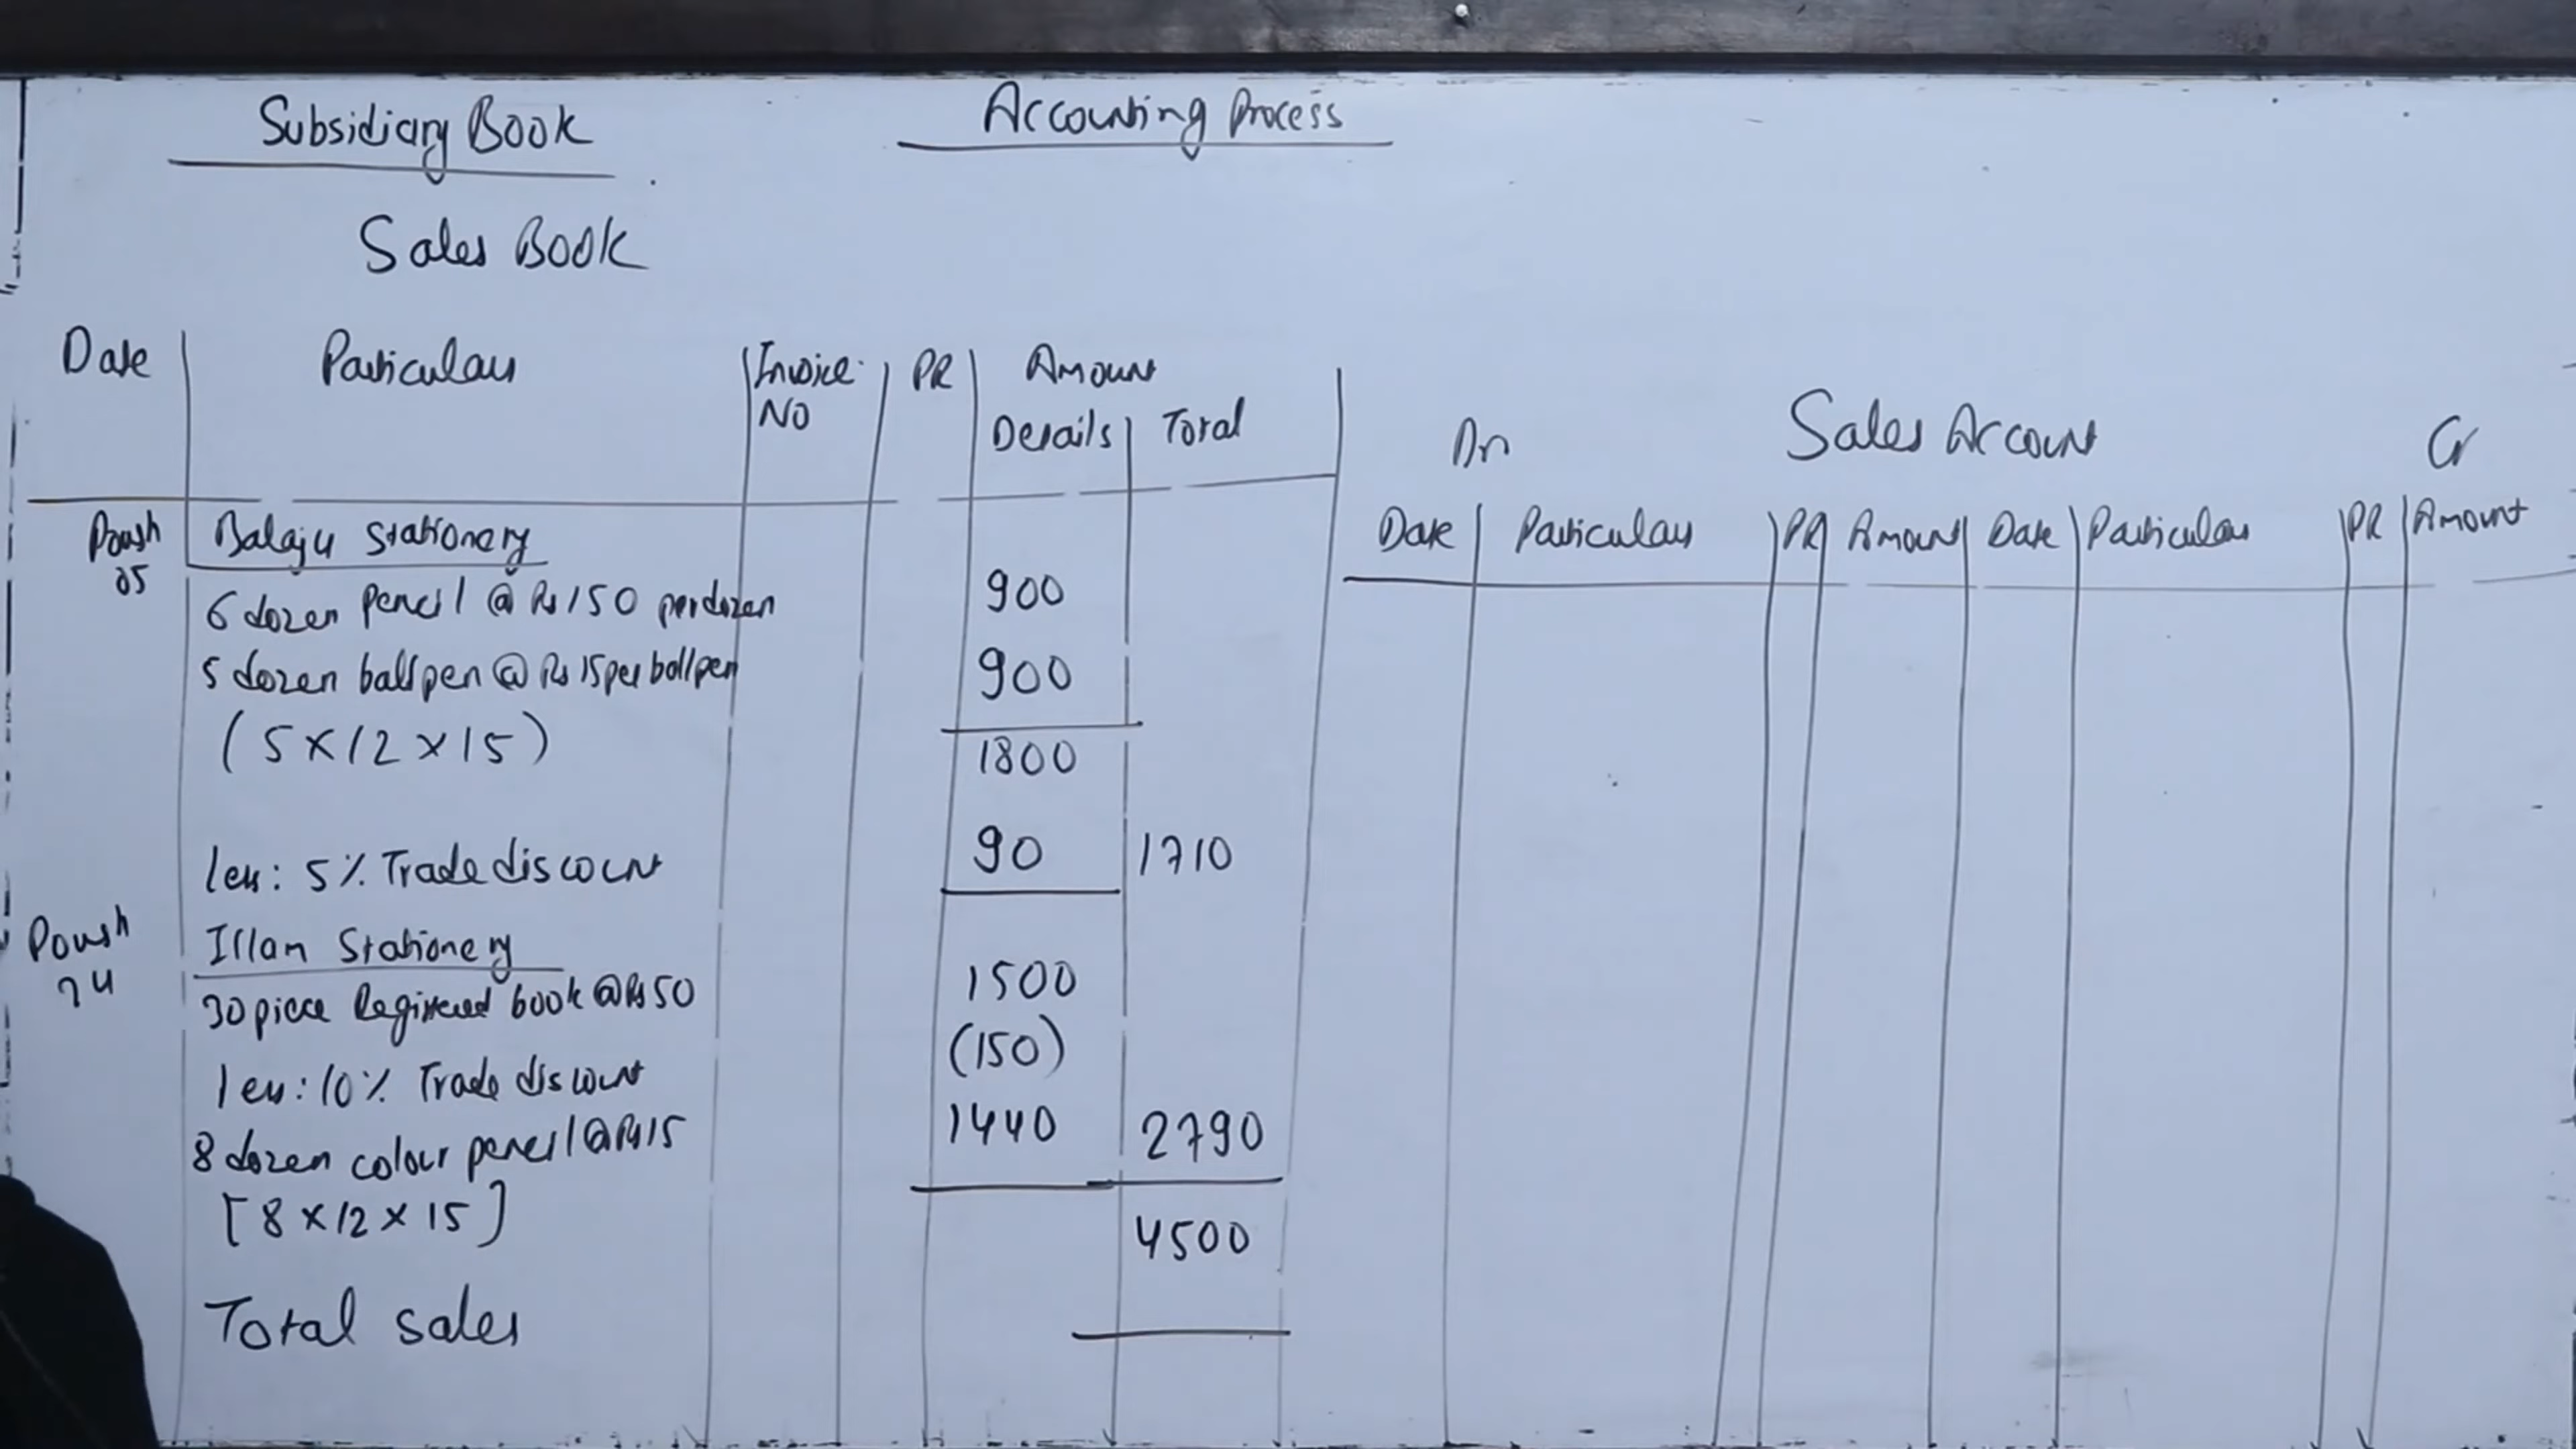 Subsidiary Book
Accounting Process
Sales Book
Date Particulars Invoice No PR Amount
Details Total
Poush 05 Balaju Stationery
6 dozen pencil @ Rs 150 per dozen 900
5 dozen ballpen @ Rs 15 per ballpen 900
(5 X 12 X 15) 1800
less: 5% Trade discount 90 1710
Poush 24 Illam Stationery
30 piece Registered book @ Rs 50 1500
less: 10% Trade discount (150)
8 dozen colour pencil @ Rs 15 1440 2790
[8 X 12 X 15]
4500
Total sales
Dr Sales Account Cr
Date Particulars PR Amount Date Particulars PR Amount